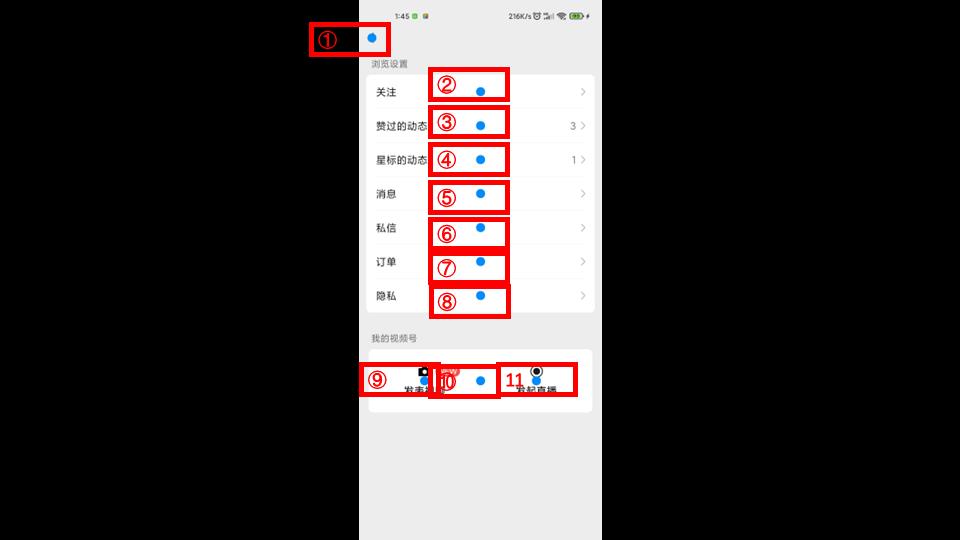 1:45
216K/s
①
浏览设置
关注 ②
赞过的动态 ③ 3
星标的动态 ④ 1
消息 ⑤
私信 ⑥
订单 ⑦
隐私 ⑧
我的视频号
⑨ ⑩ 11
发表 发起直播